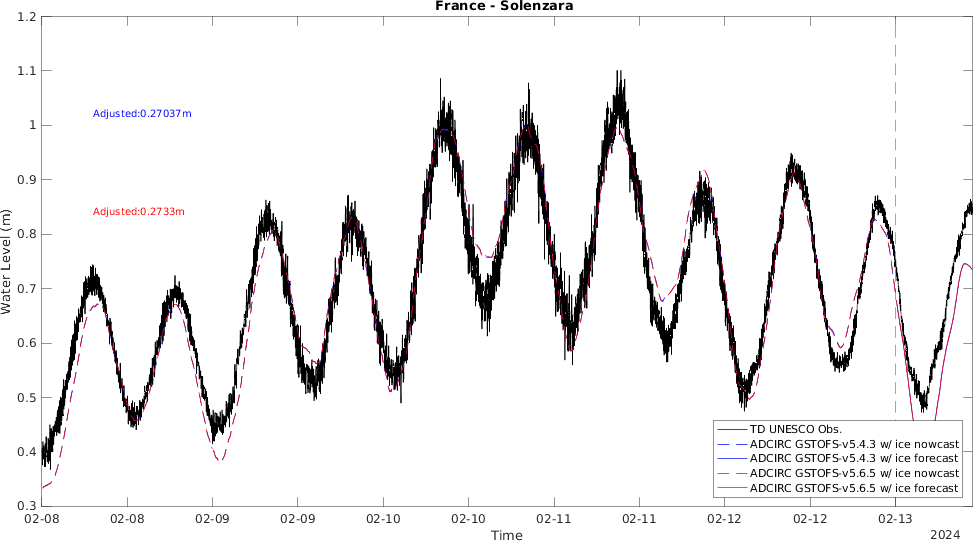 France - Solenzara
1.2
1.1
1
0.9
0.8
0.7
0.6
0.5
0.4
0.3
Water Level (m)
Adjusted:0.27037m
Adjusted:0.2733m
TD UNESCO Obs.
ADCIRC GSTOFS-v5.4.3 w/ ice nowcast
ADCIRC GSTOFS-v5.4.3 w/ ice forecast
ADCIRC GSTOFS-v5.6.5 w/ ice nowcast
ADCIRC GSTOFS-v5.6.5 w/ ice forecast
02-08 02-08 02-09 02-09 02-10 02-10 02-11 02-11 02-12 02-12 02-13
Time
2024